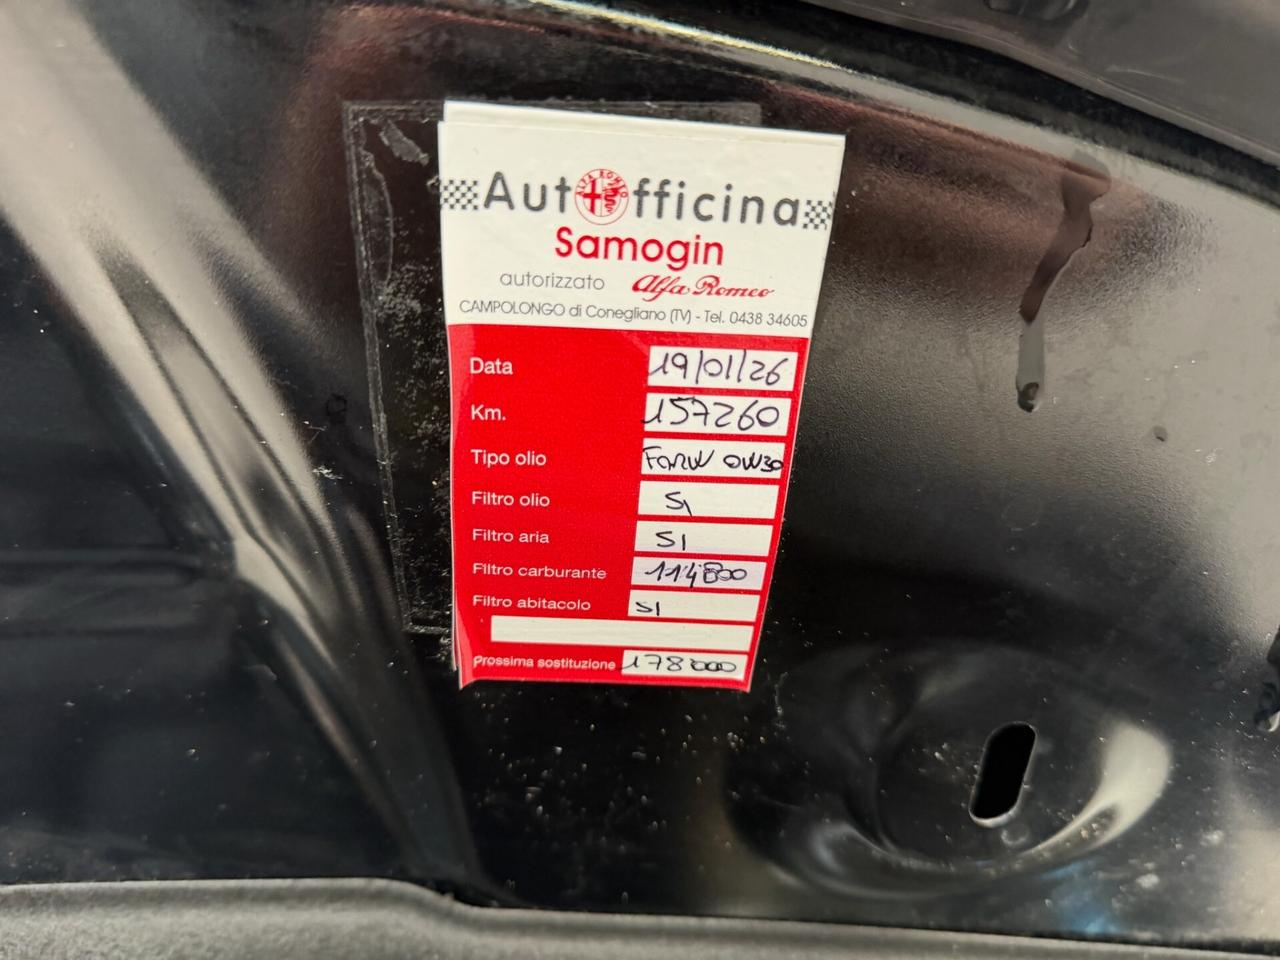 AutOfficina
Samogin
autorizzato Alfa Romeo
CAMPOLONGO di Conegliano (TV) - Tel. 0438 34605
Data 19/01/26
Km. 157260
Tipo olio 0W30
Filtro olio SI
Filtro aria SI
Filtro carburante 114800
Filtro abitacolo SI
Prossima sostituzione 178000